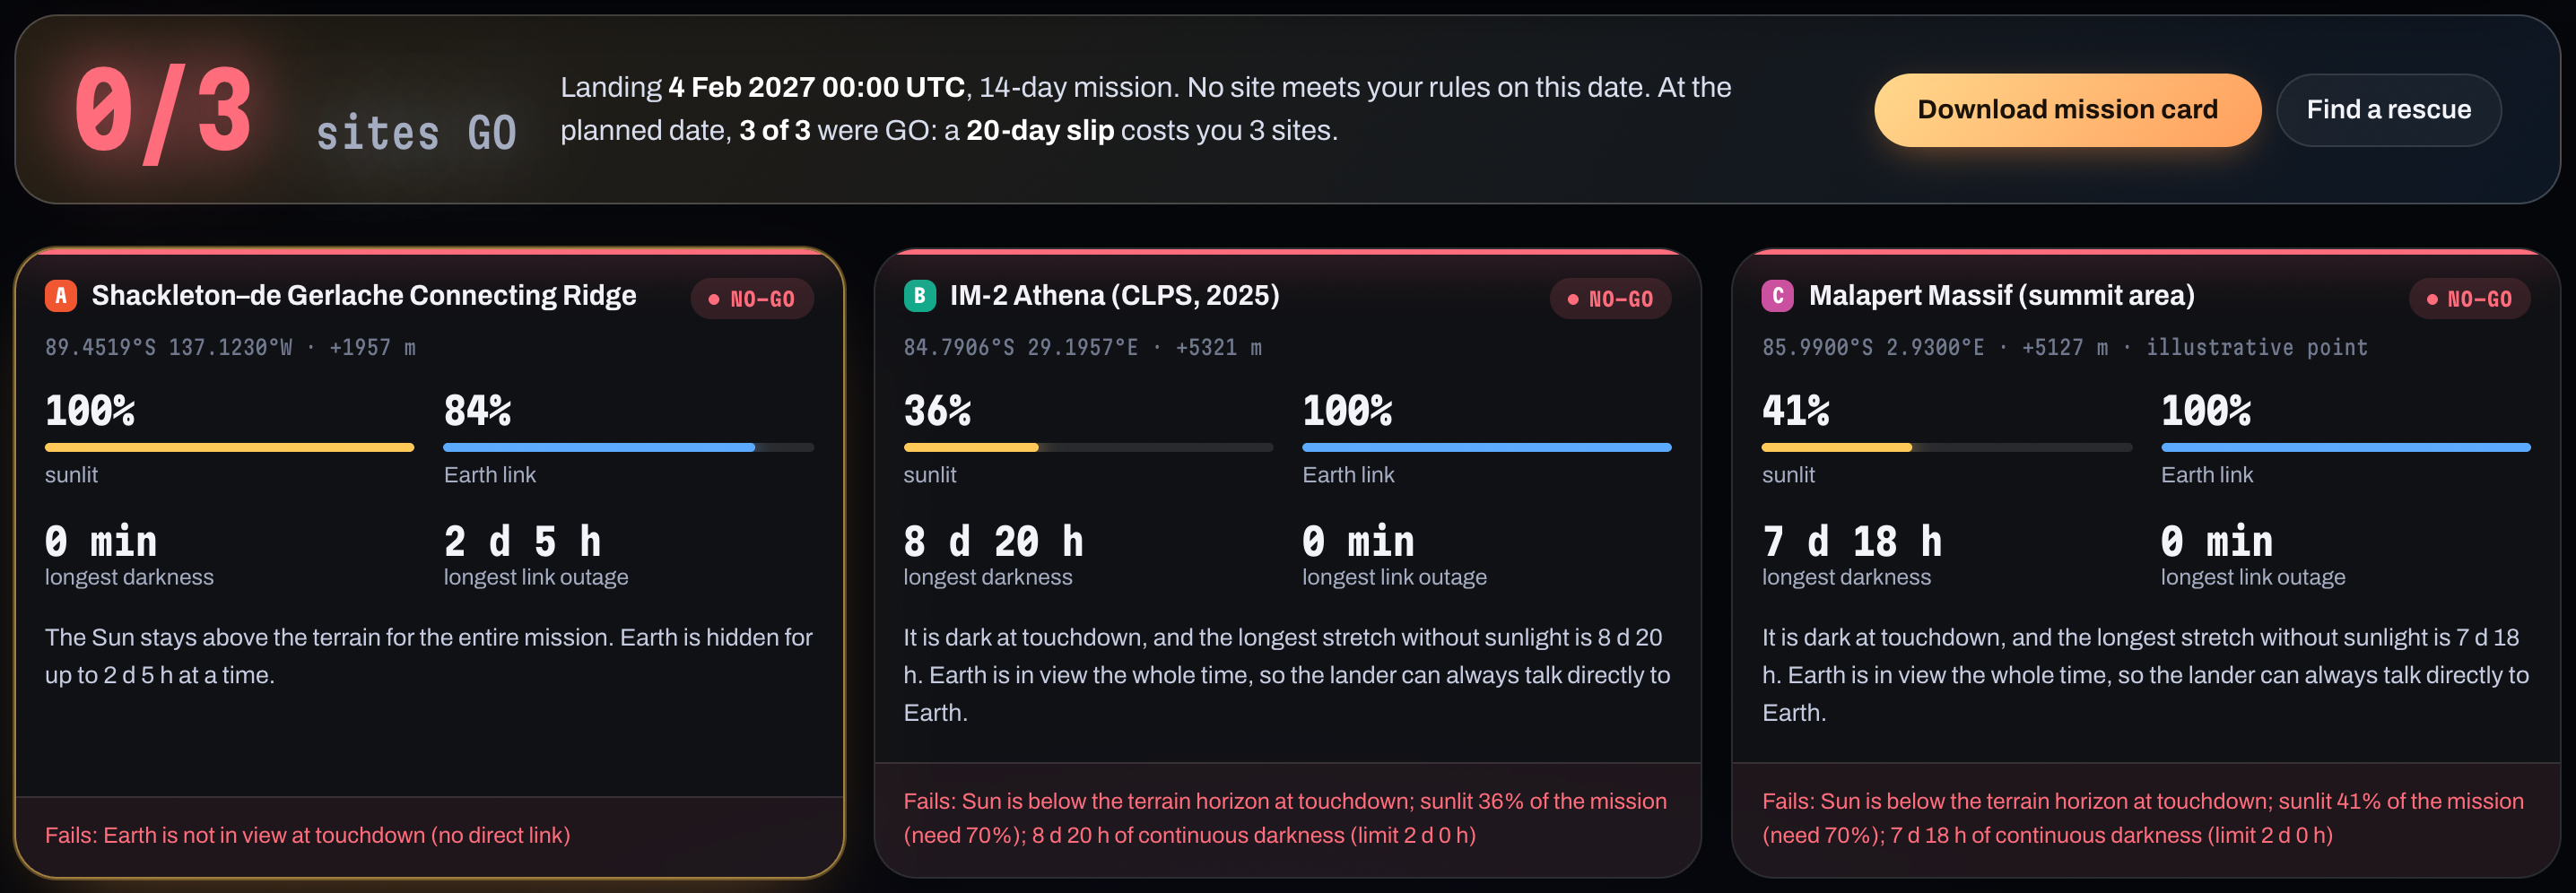 0/3 sites GO
Landing 4 Feb 2027 00:00 UTC, 14-day mission. No site meets your rules on this date. At the
planned date, 3 of 3 were GO: a 20-day slip costs you 3 sites.
Download mission card
Find a rescue
A Shackleton–de Gerlache Connecting Ridge
NO-GO
89.4519°S 137.1230°W · +1957 m
100%
sunlit
84%
Earth link
0 min
longest darkness
2 d 5 h
longest link outage
The Sun stays above the terrain for the entire mission. Earth is hidden for
up to 2 d 5 h at a time.
Fails: Earth is not in view at touchdown (no direct link)
B IM-2 Athena (CLPS, 2025)
NO-GO
84.7906°S 29.1957°E · +5321 m
36%
sunlit
100%
Earth link
8 d 20 h
longest darkness
0 min
longest link outage
It is dark at touchdown, and the longest stretch without sunlight is 8 d 20
h. Earth is in view the whole time, so the lander can always talk directly to
Earth.
Fails: Sun is below the terrain horizon at touchdown; sunlit 36% of the mission
(need 70%); 8 d 20 h of continuous darkness (limit 2 d 0 h)
C Malapert Massif (summit area)
NO-GO
85.9900°S 2.9300°E · +5127 m · illustrative point
41%
sunlit
100%
Earth link
7 d 18 h
longest darkness
0 min
longest link outage
It is dark at touchdown, and the longest stretch without sunlight is 7 d 18
h. Earth is in view the whole time, so the lander can always talk directly to
Earth.
Fails: Sun is below the terrain horizon at touchdown; sunlit 41% of the mission
(need 70%); 7 d 18 h of continuous darkness (limit 2 d 0 h)